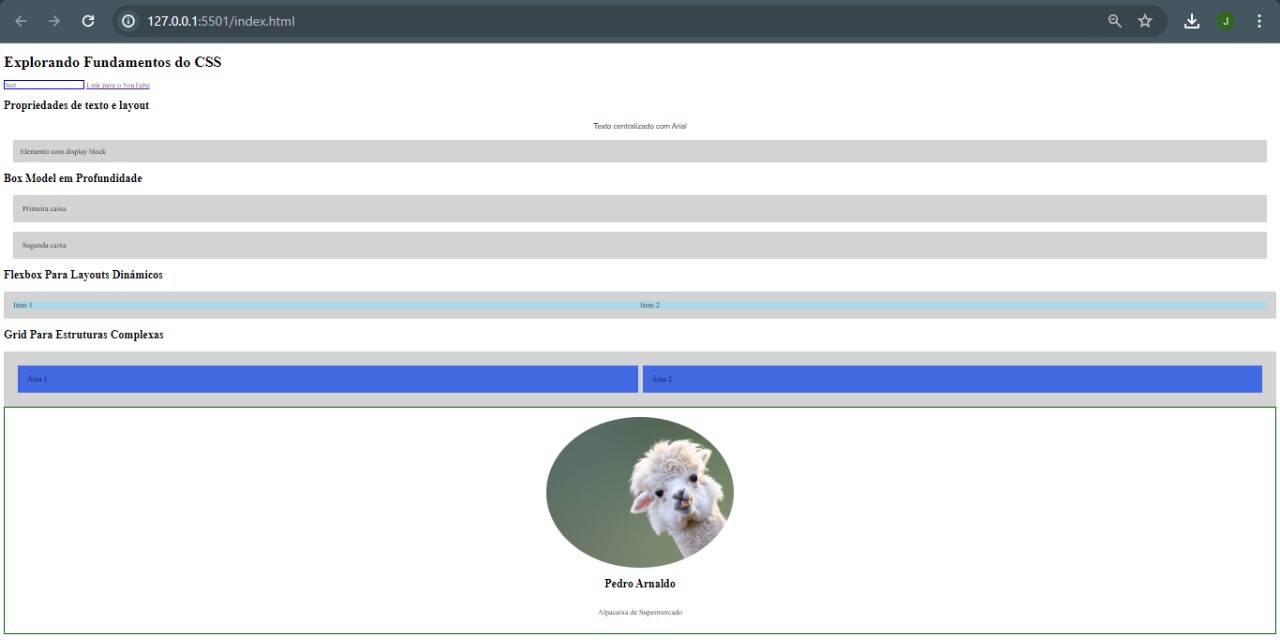 127.0.0.1:5501/index.html
J
Explorando Fundamentos do CSS
Link para o YouTube
Propriedades de texto e layout
Texto centralizado com Arial
Elemento com display block
Box Model em Profundidade
Primeira caixa
Segunda caixa
Flexbox Para Layouts Dinâmicos
Item 1 Item 2
Grid Para Estruturas Complexas
Área 1 Área 2
Pedro Arnaldo
Alpacaixa de Supermercado